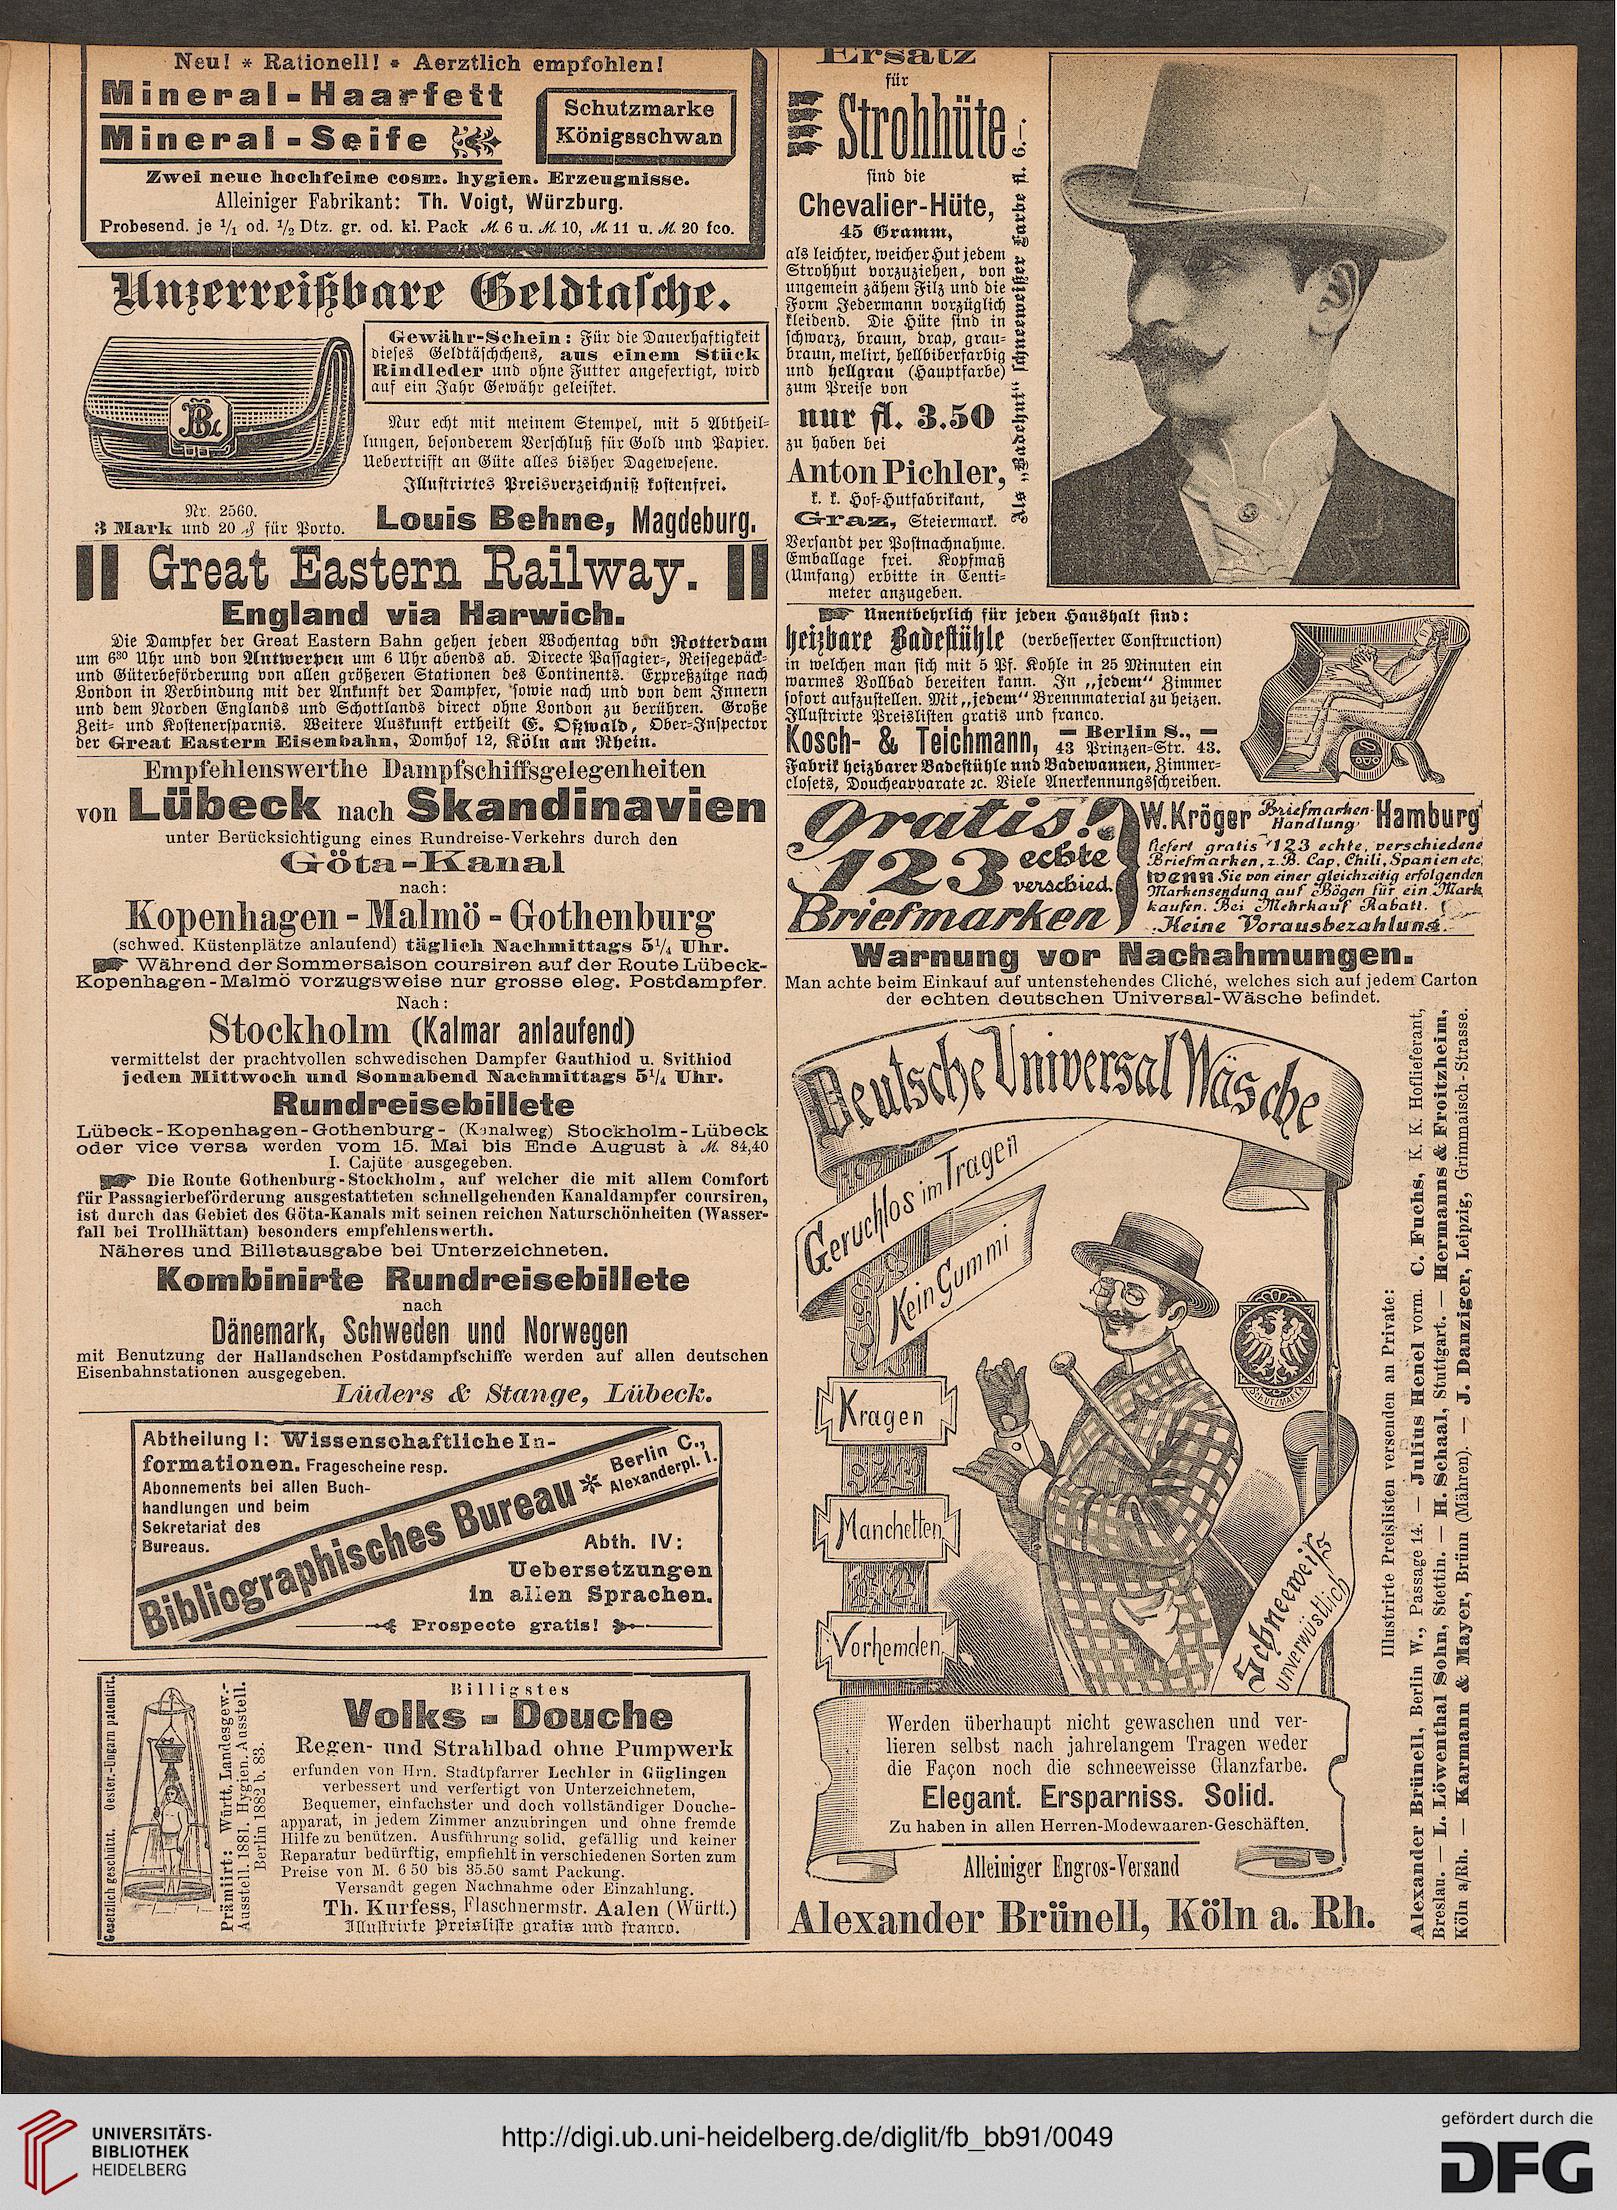 Neu! * Rationell! * Aerztlich empfohlen!
Mineral-Haarfett
Mineral-Seife
Schutzmarke
Königsschwan
Zwei neue hochfeine cosm. hygien. Erzeugnisse.
Alleiniger Fabrikant: Th. Voigt, Würzburg.
Probesend. je 1/1 od. 1/2 Dtz. gr. od. kl. Pack M. 6 u. M. 10, M. 11 u. M. 20 fco.
Unzerreißbare Geldtasche.
Gewähr-Schein: Für die Dauerhaftigkeit
dieses Geldtäschchens, aus einem Stück
Rindleder und ohne Futter angefertigt, wird
auf ein Jahr Gewähr geleistet.
Nur echt mit meinem Stempel, mit 5 Abtheil-
lungen, besonderem Verschluß für Gold und Papier.
Uebertrifft an Güte alles bisher Dagewesene.
Illustrirtes Preisverzeichniß kostenfrei.
Nr. 2560.
3 Mark und 20 ₰ für Porto.
Louis Behne, Magdeburg.
Great Eastern Railway.
England via Harwich.
Die Dampfer der Great Eastern Bahn gehen jeden Wochentag von Rotterdam
um 6³⁰ Uhr und von Antwerpen um 6 Uhr abends ab. Directe Passagier-, Reisegepäck-
und Güterbeförderung von allen größeren Stationen des Continents. Expreßzüge nach
London in Verbindung mit der Ankunft der Dampfer, sowie nach und von dem Innern
und dem Norden Englands und Schottlands direct ohne London zu berühren. Große
Zeit- und Kostenersparnis. Weitere Auskunft ertheilt E. Oßwald, Ober-Inspector
der Great Eastern Eisenbahn, Domhof 12, Köln am Rhein.
Empfehlenswerthe Dampfschiffsgelegenheiten
von Lübeck nach Skandinavien
unter Berücksichtigung eines Rundreise-Verkehrs durch den
Göta-Kanal
nach:
Kopenhagen - Malmö - Gothenburg
(schwed. Küstenplätze anlaufend) täglich Nachmittags 5¼ Uhr.
Während der Sommersaison coursiren auf der Route Lübeck-
Kopenhagen-Malmö vorzugsweise nur grosse eleg. Postdampfer.
Nach:
Stockholm (Kalmar anlaufend)
vermittelst der prachtvollen schwedischen Dampfer Gauthiod u. Svithiod
jeden Mittwoch und Sonnabend Nachmittags 5¼ Uhr.
Rundreisebillete
Lübeck-Kopenhagen-Gothenburg- (Kanalweg) Stockholm-Lübeck
oder vice versa werden vom 15. Mai bis Ende August à M. 84,40
I. Cajüte ausgegeben.
Die Route Gothenburg-Stockholm, auf welcher die mit allem Comfort
für Passagierbeförderung ausgestatteten schnellgehenden Kanaldampfer coursiren,
ist durch das Gebiet des Göta-Kanals mit seinen reichen Naturschönheiten (Wasser-
fall bei Trollhättan) besonders empfehlenswerth.
Näheres und Billetausgabe bei Unterzeichneten.
Kombinirte Rundreisebillete
nach
Dänemark, Schweden und Norwegen
mit Benutzung der Hallandschen Postdampfschiffe werden auf allen deutschen
Eisenbahnstationen ausgegeben.
Lüders & Stange, Lübeck.
Abtheilung I: Wissenschaftliche In-
formationen. Fragescheine resp.
Abonnements bei allen Buch-
handlungen und beim
Sekretariat des
Bureaus.
Bibliographisches Bureau * Berlin C.,
Alexanderpl. 1.
Abth. IV:
Uebersetzungen
in allen Sprachen.
Prospecte gratis!
Gesetzlich geschützt. Oester.-Ungarn patentirt.
Prämiirt: Württ. Landesgew.-
Ausstell. 1881. Hygien. Ausstell.
Berlin 1882 b. 83.
Billigstes
Volks - Douche
Regen- und Strahlbad ohne Pumpwerk
erfunden von Hrn. Stadtpfarrer Lechler in Güglingen
verbessert und verfertigt von Unterzeichnetem,
Bequemer, einfachster und doch vollständiger Douche-
apparat, in jedem Zimmer anzubringen und ohne fremde
Hilfe zu benützen. Ausführung solid, gefällig und keiner
Reparatur bedürftig, empfiehlt in verschiedenen Sorten zum
Preise von M. 6 50 bis 35.50 samt Packung.
Versandt gegen Nachnahme oder Einzahlung.
Th. Kurfess, Flaschnermstr. Aalen (Württ.)
Illustrirte Preisliste gratis und franco.
Ersatz
für
Strohhüte
sind die
Chevalier-Hüte,
45 Gramm,
als leichter, weicher Hut jedem
Strohhut vorzuziehen, von
ungemein zähem Filz und die
Form Jedermann vorzüglich
kleidend. Die Hüte sind in
schwarz, braun, drap, grau-
braun, melirt, hellbiberfarbig
und hellgrau (Hauptfarbe)
zum Preise von
nur fl. 3.50
zu haben bei
Anton Pichler,
k. k. Hof-Hutfabrikant,
Graz, Steiermark.
Versandt per Postnachnahme.
Emballage frei. Kopfmaß
(Umfang) erbitte in Centi-
meter anzugeben.
Als „Badehut“ schneeweißer Farbe fl. 6.–.
Unentbehrlich für jeden Haushalt sind:
heizbare Badestühle (verbesserter Construction)
in welchen man sich mit 5 Pf. Kohle in 25 Minuten ein
warmes Vollbad bereiten kann. In „jedem“ Zimmer
sofort aufzustellen. Mit „jedem“ Brennmaterial zu heizen.
Illustrirte Preislisten gratis und franco.
Kosch- & Teichmann, — Berlin S., —
43 Prinzen-Str. 43.
Fabrik heizbarer Badestühle und Badewannen, Zimmer-
closets, Doucheapparate ꝛc. Viele Anerkennungsschreiben.
Gratis!
123 echte
verschied.
Briefmarken
W. Kröger Briefmarken-Handlung Hamburg
liefert gratis 123 echte, verschiedene
Briefmarken, z. B. Cap, Chili, Spanien etc,
wenn Sie von einer gleichzeitig erfolgenden
Markensendung auf Bögen für ein Mark
kaufen. Bei Mehrkauf Rabatt.
Keine Vorausbezahlung.
Warnung vor Nachahmungen.
Man achte beim Einkauf auf untenstehendes Cliché, welches sich auf jedem Carton
der echten deutschen Universal-Wäsche befindet.
Deutsche Universal Wäsche
Geruchlos im Tragen
Kein Gummi
Kragen
Manchetten
Vorhemden
SCHUTZMARKE
Schneeweiß
unverwüstlich
Werden überhaupt nicht gewaschen und ver-
lieren selbst nach jahrelangem Tragen weder
die Façon noch die schneeweisse Glanzfarbe.
Elegant. Ersparniss. Solid.
Zu haben in allen Herren-Modewaaren-Geschäften.
Alleiniger Engros-Versand
Alexander Brünell, Köln a. Rh.
Illustrirte Preislisten versenden an Private:
Alexander Brünell, Berlin W., Passage 14. — Julius Henel vorm. C. Fuchs, K. K. Hoflieferant,
Breslau. — L. Löwenthal Sohn, Stettin. — H. Schaal, Stuttgart. — Hermanns & Froitzheim,
Köln a/Rh. — Karmann & Mayer, Brünn (Mähren). — J. Danziger, Leipzig, Grimmaisch-Strasse.
UNIVERSITÄTS-
BIBLIOTHEK
HEIDELBERG
http://digi.ub.uni-heidelberg.de/diglit/fb_bb91/0049
gefördert durch die
DFG